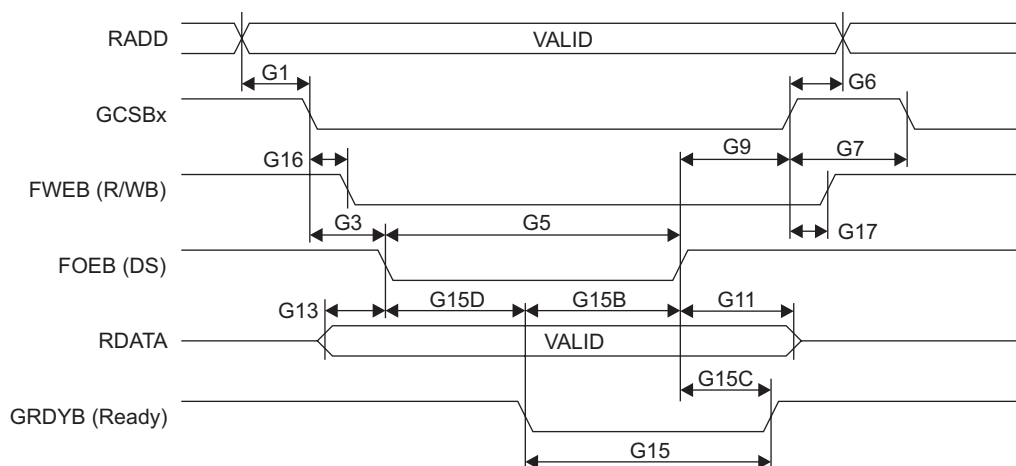 RADD
VALID
G1
G6
GCSBx
G16
G9
G7
FWEB (R/WB)
G3
G5
G17
FOEB (DS)
G13
G15D
G15B
G11
RDATA
VALID
G15C
GRDYB (Ready)
G15